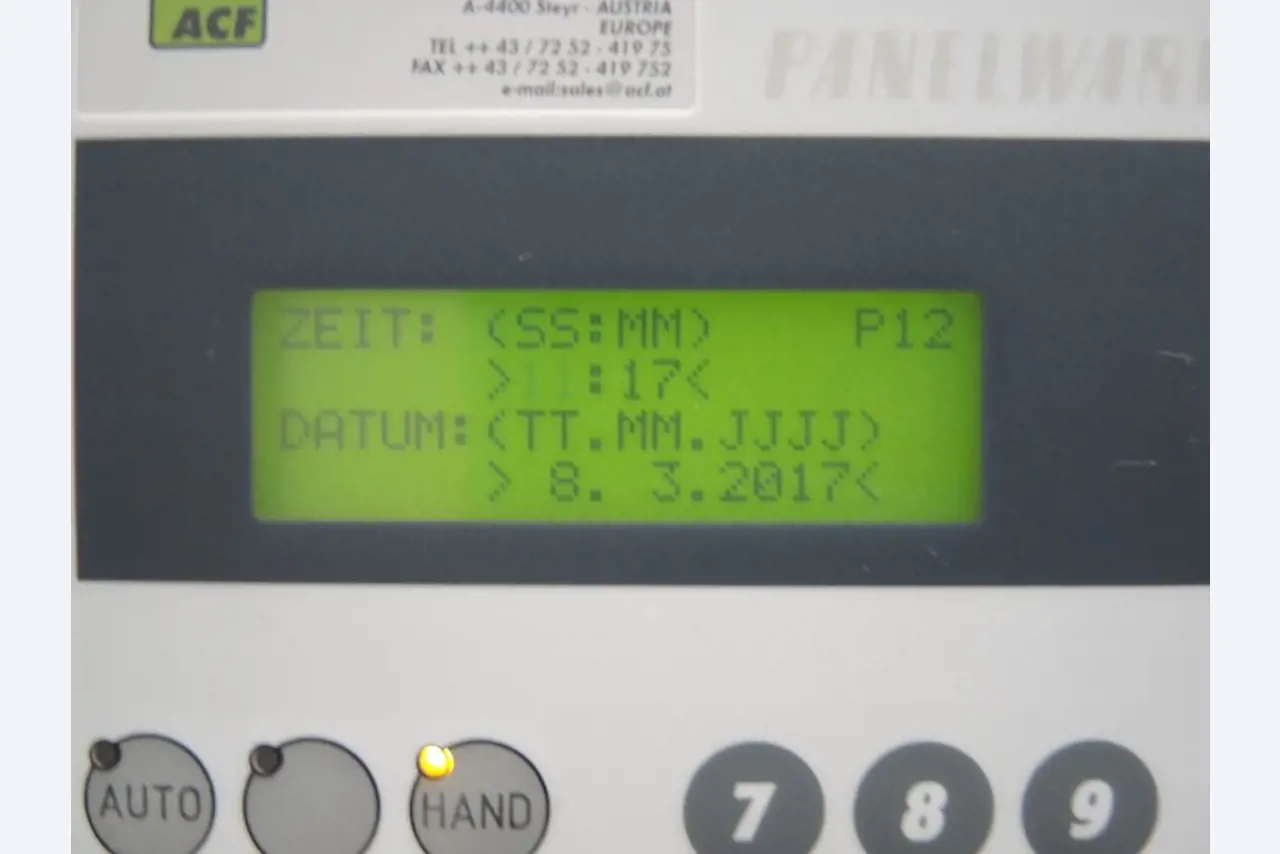 ACF
A-4400 Steyr - AUSTRIA
EUROPE
TEL ++ 43 / 72 52 - 419 75
FAX ++ 43 / 72 52 - 419 752
e-mail:sales@acf.at
PANELWAR
ZEIT: (SS:MM) P12
>11:17<
DATUM:(TT.MM.JJJJ)
> 8. 3.2017<
AUTO
HAND
7
8
9